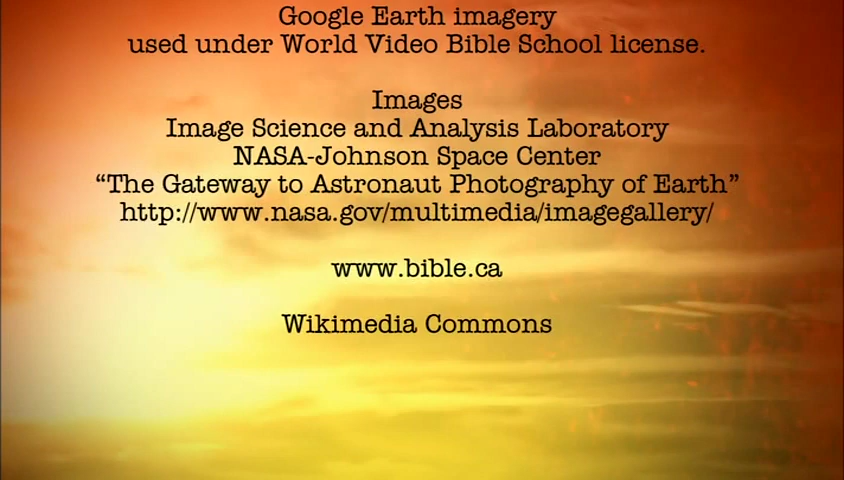 Google Earth imagery
used under World Video Bible School license.
Images
Image Science and Analysis Laboratory
NASA-Johnson Space Center
“The Gateway to Astronaut Photography of Earth”
http://www.nasa.gov/multimedia/imagegallery/
www.bible.ca
Wikimedia Commons